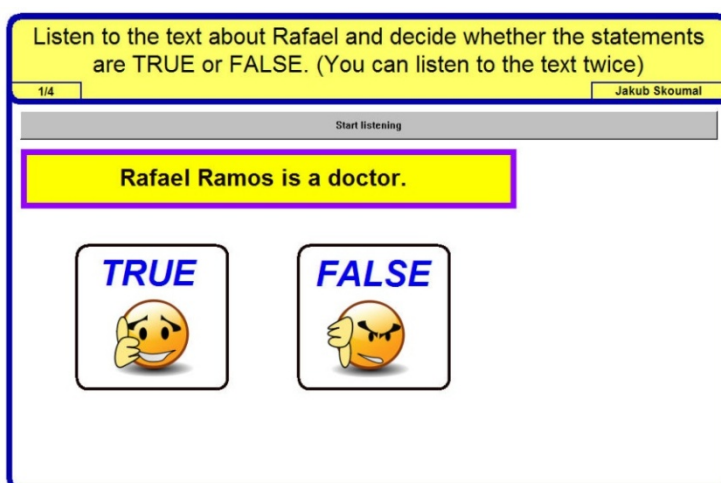 Listen to the text about Rafael and decide whether the statements
are TRUE or FALSE. (You can listen to the text twice)
1/4
Jakub Skoumal
Start listening
Rafael Ramos is a doctor.
TRUE
FALSE